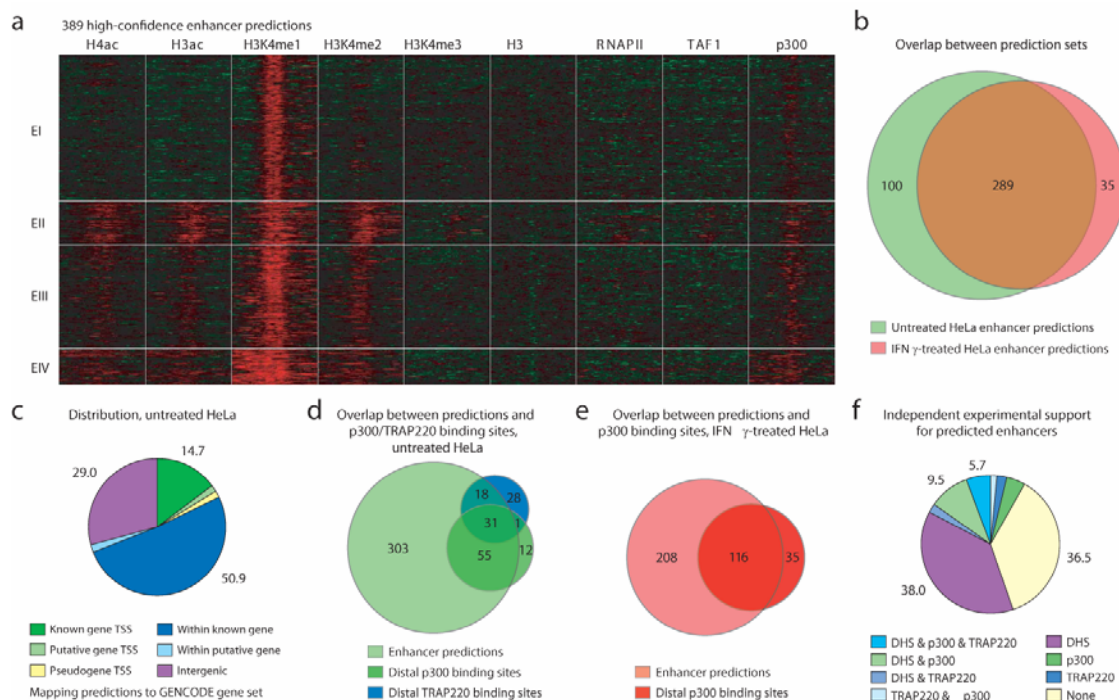 a
389 high-confidence enhancer predictions
H4ac H3ac H3K4me1 H3K4me2 H3K4me3 H3 RNAPII TAF1 p300
EI
EII
EIII
EIV
b
Overlap between prediction sets
100 289 35
Untreated HeLa enhancer predictions
IFN γ-treated HeLa enhancer predictions
c
Distribution, untreated HeLa
14.7
29.0
50.9
Known gene TSS
Putative gene TSS
Pseudogene TSS
Within known gene
Within putative gene
Intergenic
d
Overlap between predictions and
p300/TRAP220 binding sites,
untreated HeLa
18 28
31 1
303 55 12
Enhancer predictions
Distal p300 binding sites
Distal TRAP220 binding sites
e
Overlap between predictions and
p300 binding sites, IFN γ-treated HeLa
208 116 35
Enhancer predictions
Distal p300 binding sites
f
Independent experimental support
for predicted enhancers
5.7
9.5
36.5
38.0
DHS & p300 & TRAP220
DHS & p300
DHS & TRAP220
TRAP220 & p300
DHS
p300
TRAP220
None